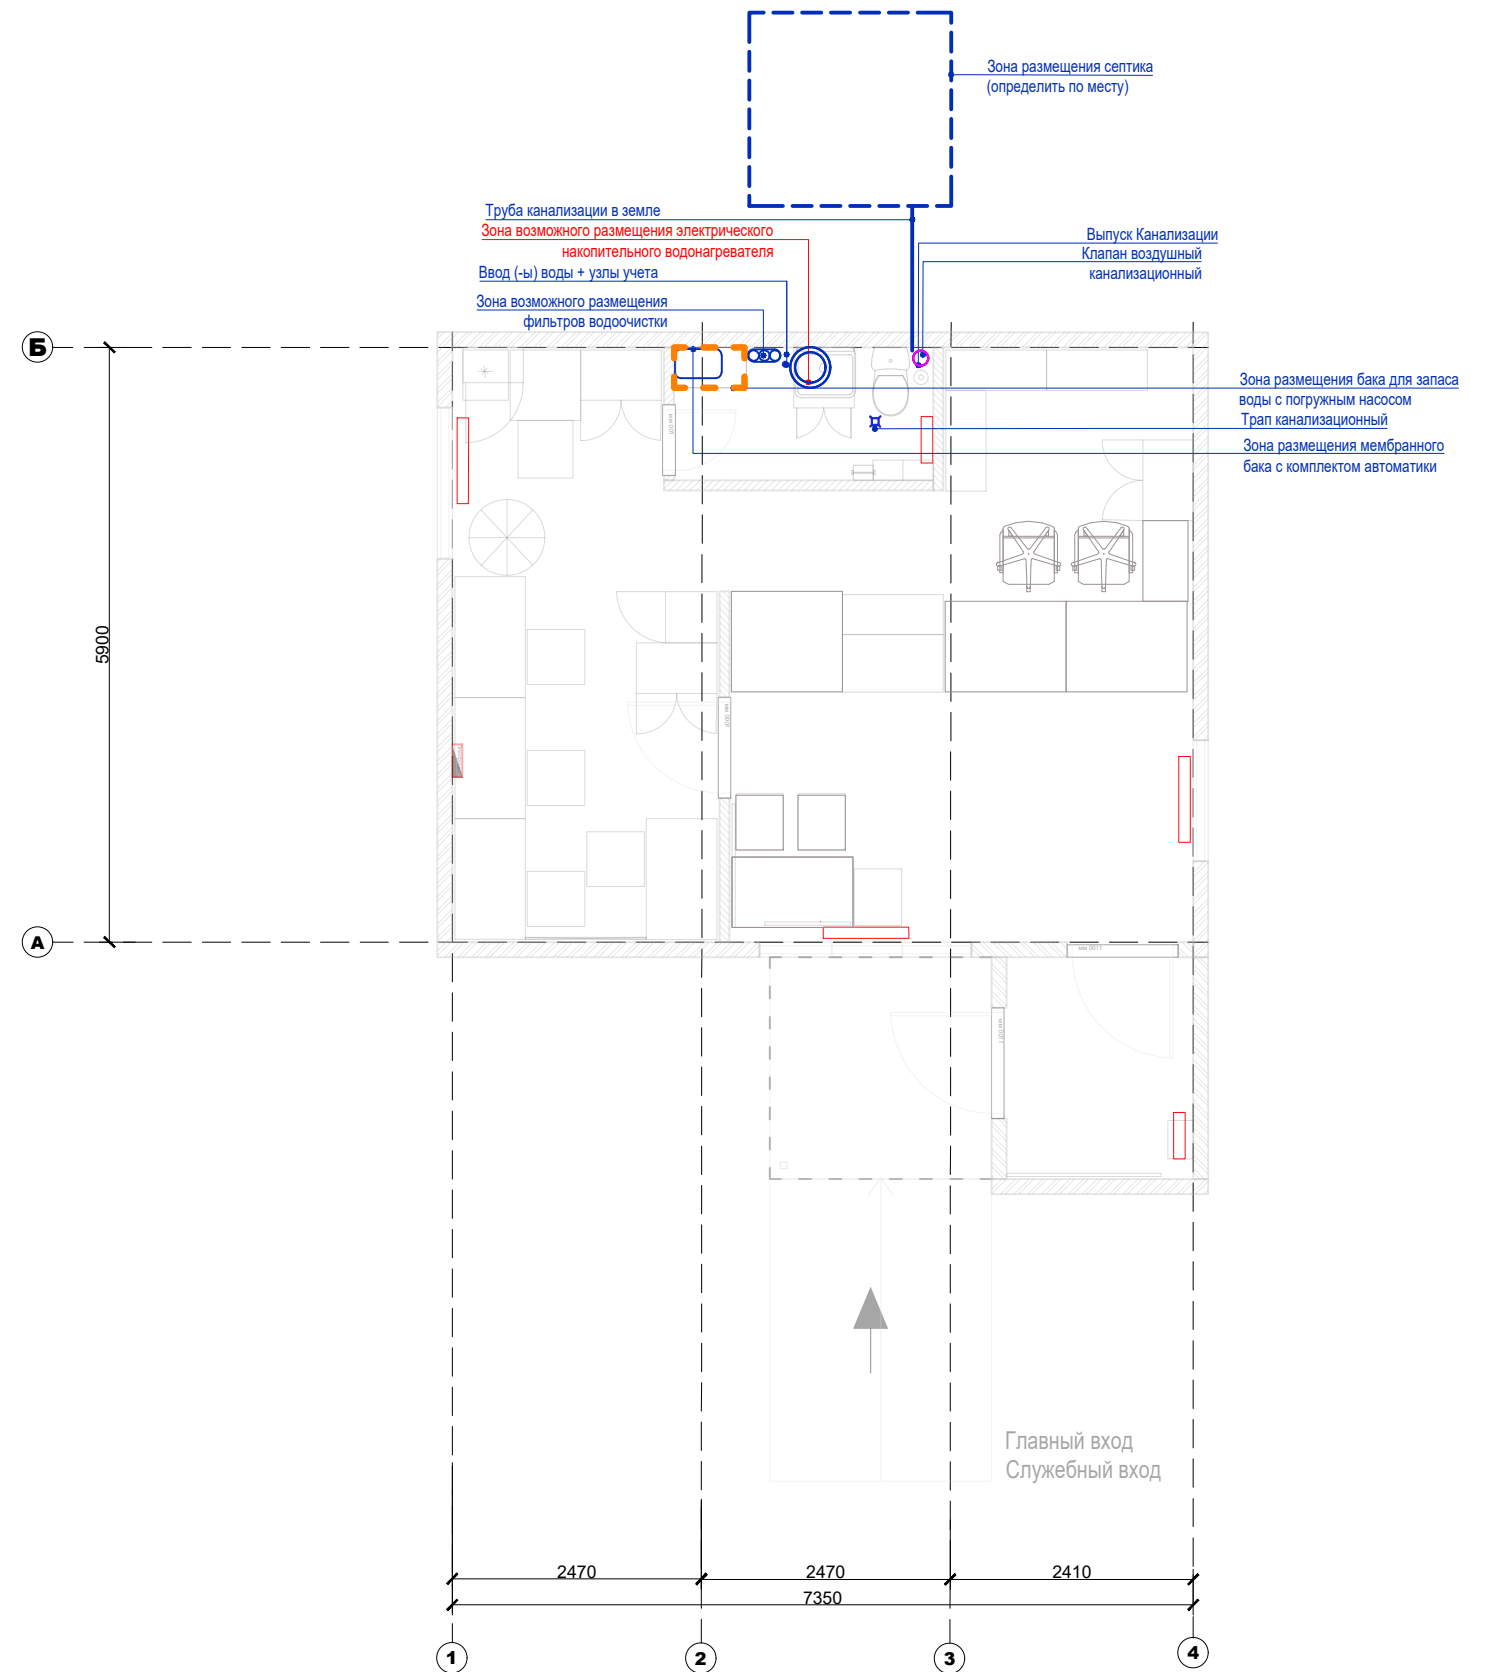 Зона размещения септика
(определить по месту)
Труба канализации в земле
Зона возможного размещения электрического
накопительного водонагревателя
Ввод (-ы) воды + узлы учета
Зона возможного размещения
фильтров водоочистки
Выпуск Канализации
Клапан воздушный
канализационный
Б
Зона размещения бака для запаса
воды с погружным насосом
Трап канализационный
Зона размещения мембранного
бака с комплектом автоматики
5900
А
Главный вход
Служебный вход
2470
2470
2410
7350
1
2
3
4